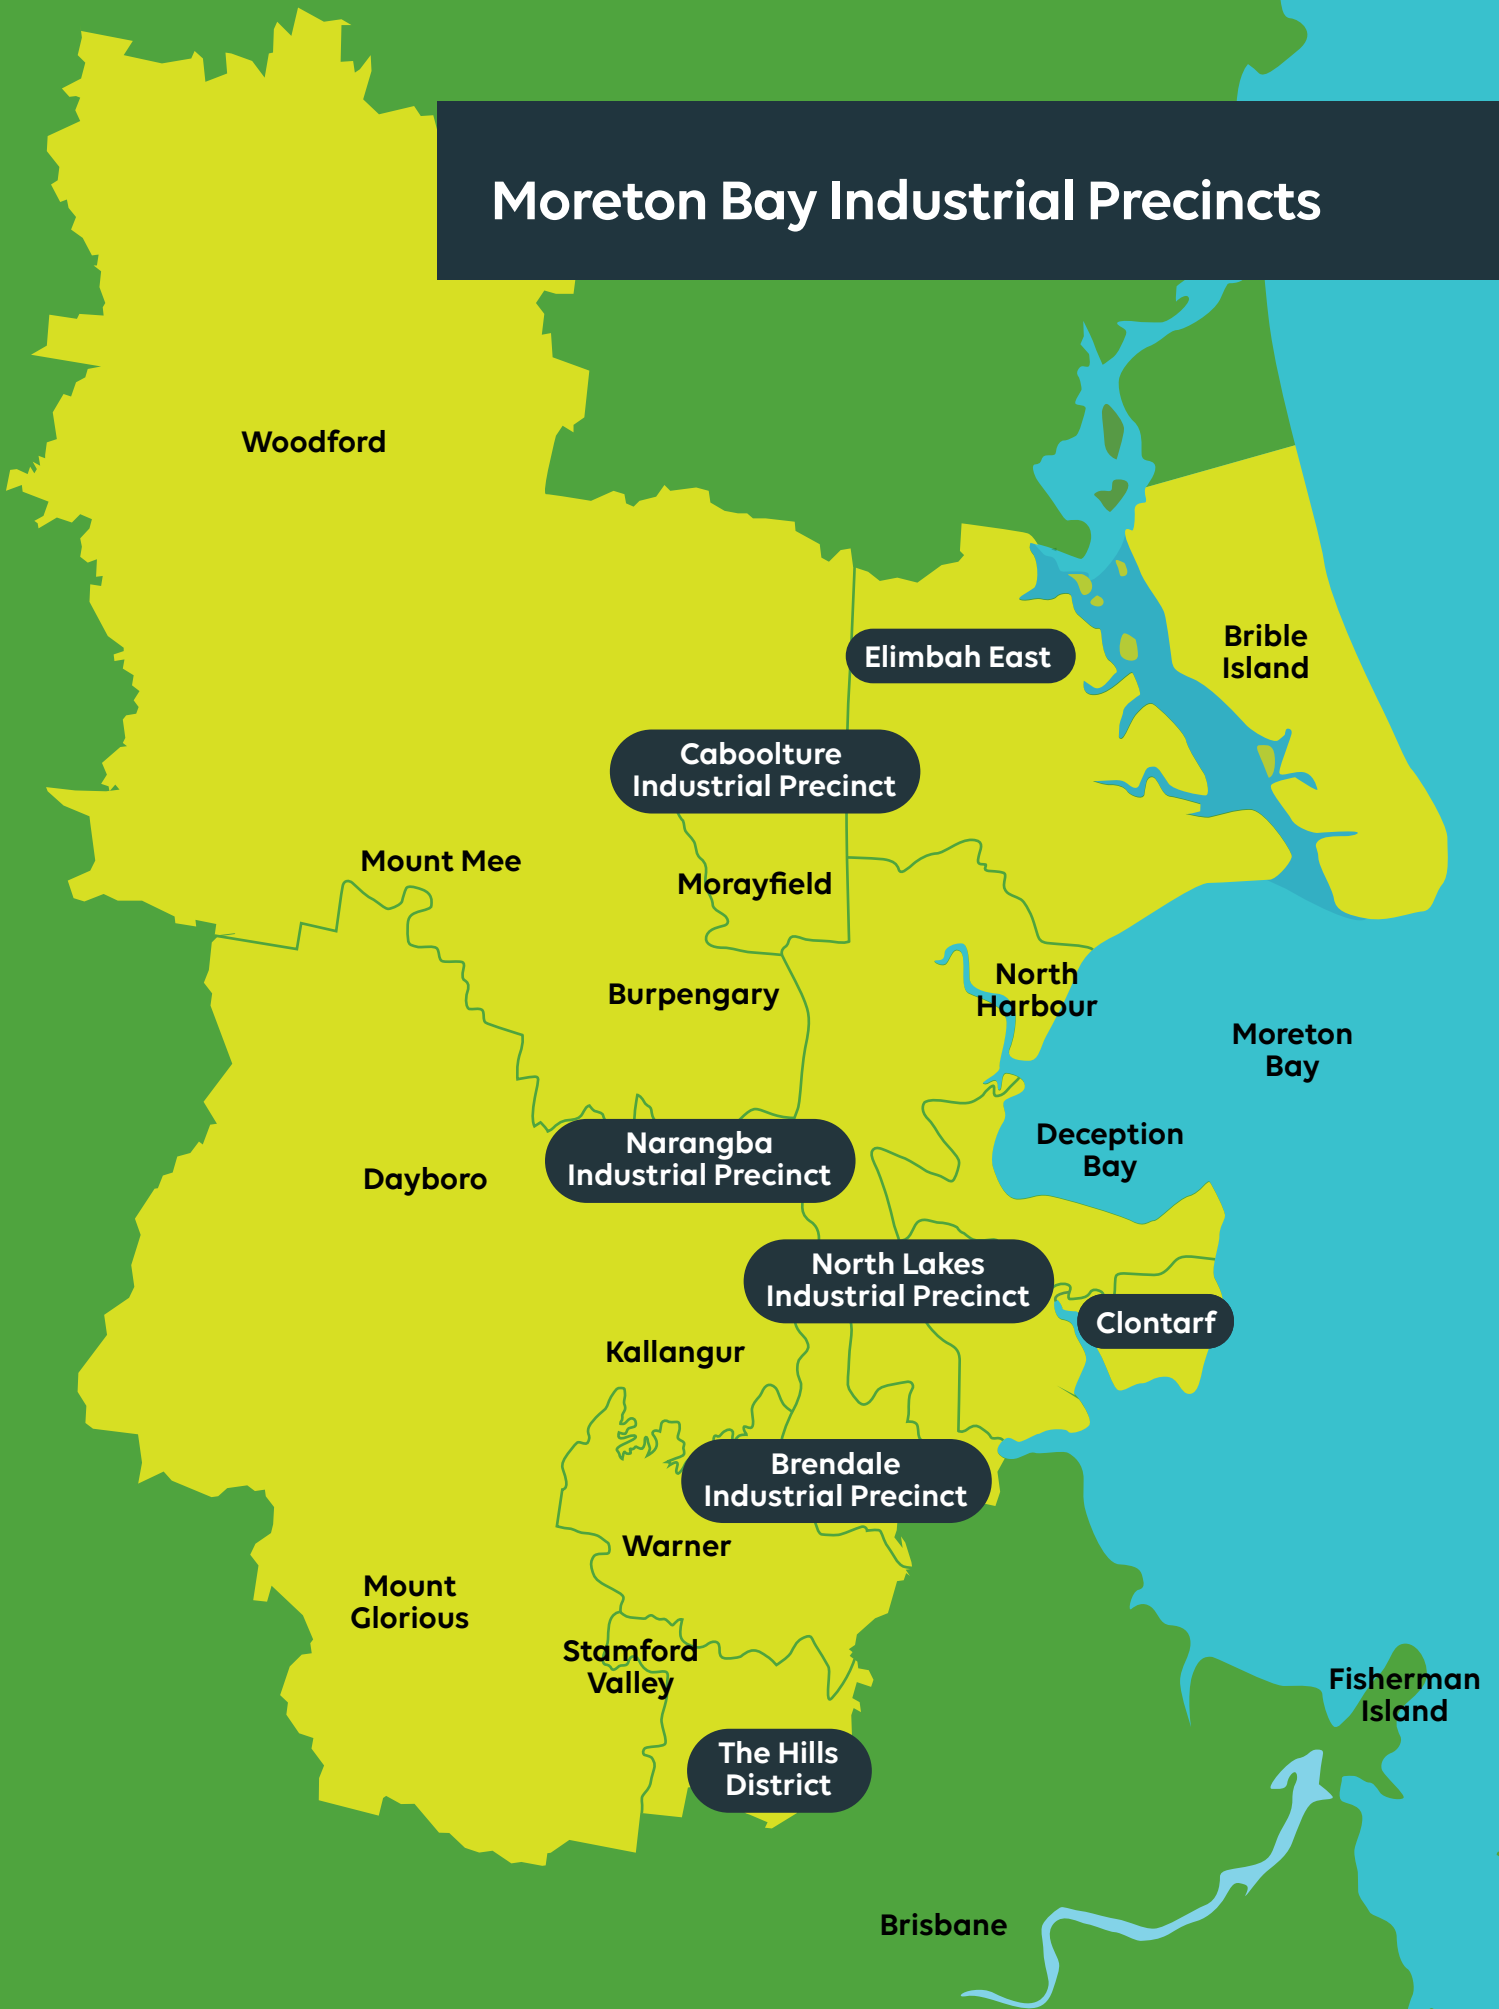 Moreton Bay Industrial Precincts
Woodford
Brible
Island
Elimbah East
Caboolture
Industrial Precinct
Mount Mee
Morayfield
Burpengary
North
Harbour
Moreton
Bay
Deception
Bay
Narangba
Industrial Precinct
Dayboro
North Lakes
Industrial Precinct
Clontarf
Kallangur
Brendale
Industrial Precinct
Warner
Mount
Glorious
Stamford
Valley
Fisherman
Island
The Hills
District
Brisbane